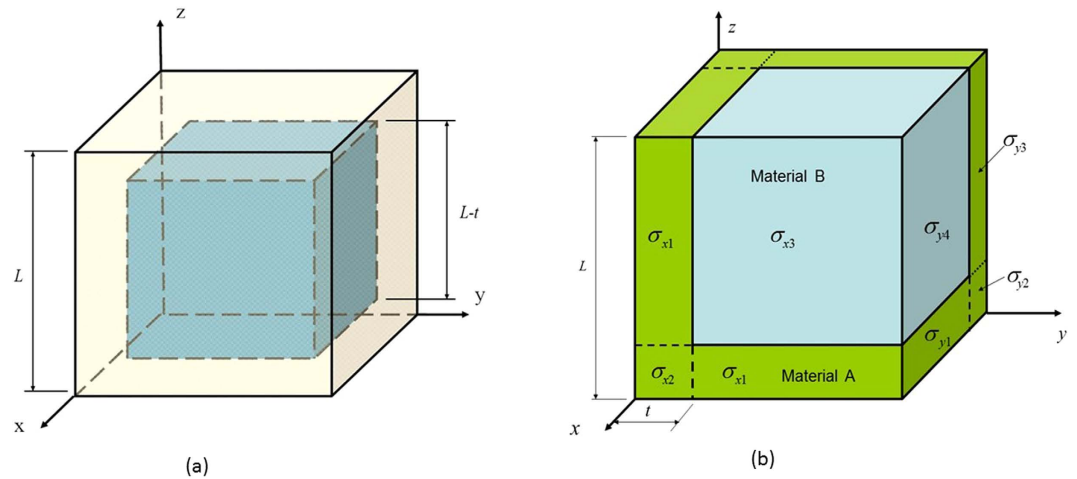 z
L
L-t
y
x
(a)
z
σy3
Material B
σx1
σx3
σy4
L
σy2
y
σy1
σx2
σx1
Material A
x
t
(b)